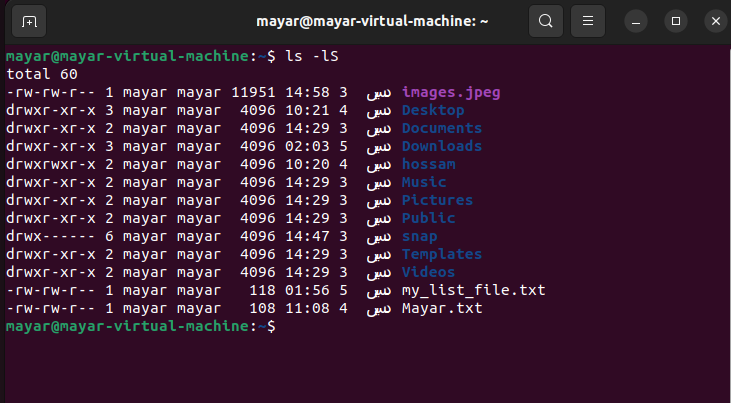 mayar@mayar-virtual-machine: ~
mayar@mayar-virtual-machine:~$ ls -lS
total 60
-rw-rw-r-- 1 mayar mayar 11951 14:58 3 images.jpeg
drwxr-xr-x 3 mayar mayar 4096 10:21 4 Desktop
drwxr-xr-x 2 mayar mayar 4096 14:29 3 Documents
drwxr-xr-x 3 mayar mayar 4096 02:03 5 Downloads
drwxrwxr-x 2 mayar mayar 4096 10:20 4 hossam
drwxr-xr-x 2 mayar mayar 4096 14:29 3 Music
drwxr-xr-x 2 mayar mayar 4096 14:29 3 Pictures
drwxr-xr-x 2 mayar mayar 4096 14:29 3 Public
drwx------ 6 mayar mayar 4096 14:47 3 snap
drwxr-xr-x 2 mayar mayar 4096 14:29 3 Templates
drwxr-xr-x 2 mayar mayar 4096 14:29 3 Videos
-rw-rw-r-- 1 mayar mayar 118 01:56 5 my_list_file.txt
-rw-rw-r-- 1 mayar mayar 108 11:08 4 Mayar.txt
mayar@mayar-virtual-machine:~$